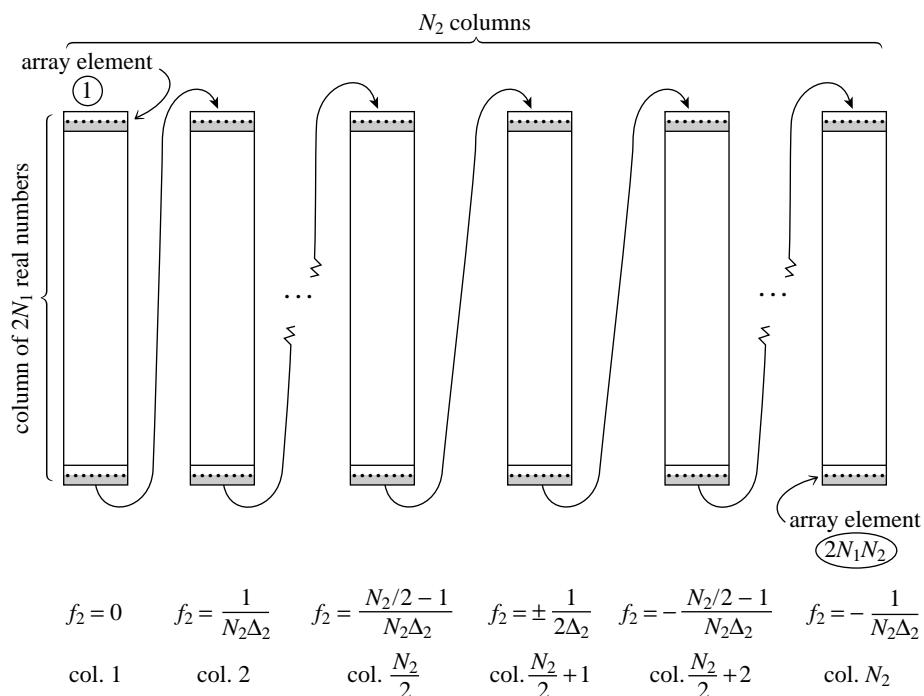 N₂ columns
array element
1
column of 2N₁ real numbers
...
...
array element
2N₁N₂
f₂ = 0
f₂ = 1/(N₂Δ₂)
f₂ = (N₂/2 − 1)/(N₂Δ₂)
f₂ = ± 1/(2Δ₂)
f₂ = − (N₂/2 − 1)/(N₂Δ₂)
f₂ = − 1/(N₂Δ₂)
col. 1
col. 2
col. N₂/2
col. N₂/2 + 1
col. N₂/2 + 2
col. N₂